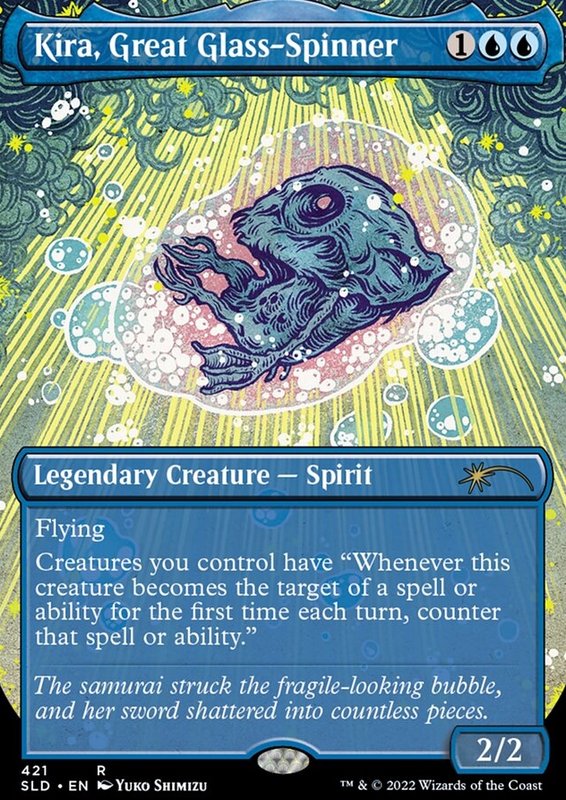 Kira, Great Glass-Spinner 1
Legendary Creature — Spirit
Flying
Creatures you control have “Whenever this
creature becomes the target of a spell or
ability for the first time each turn, counter
that spell or ability.”
The samurai struck the fragile-looking bubble,
and her sword shattered into countless pieces.
2/2
421 R
SLD • EN Yuko Shimizu
™ & © 2022 Wizards of the Coast